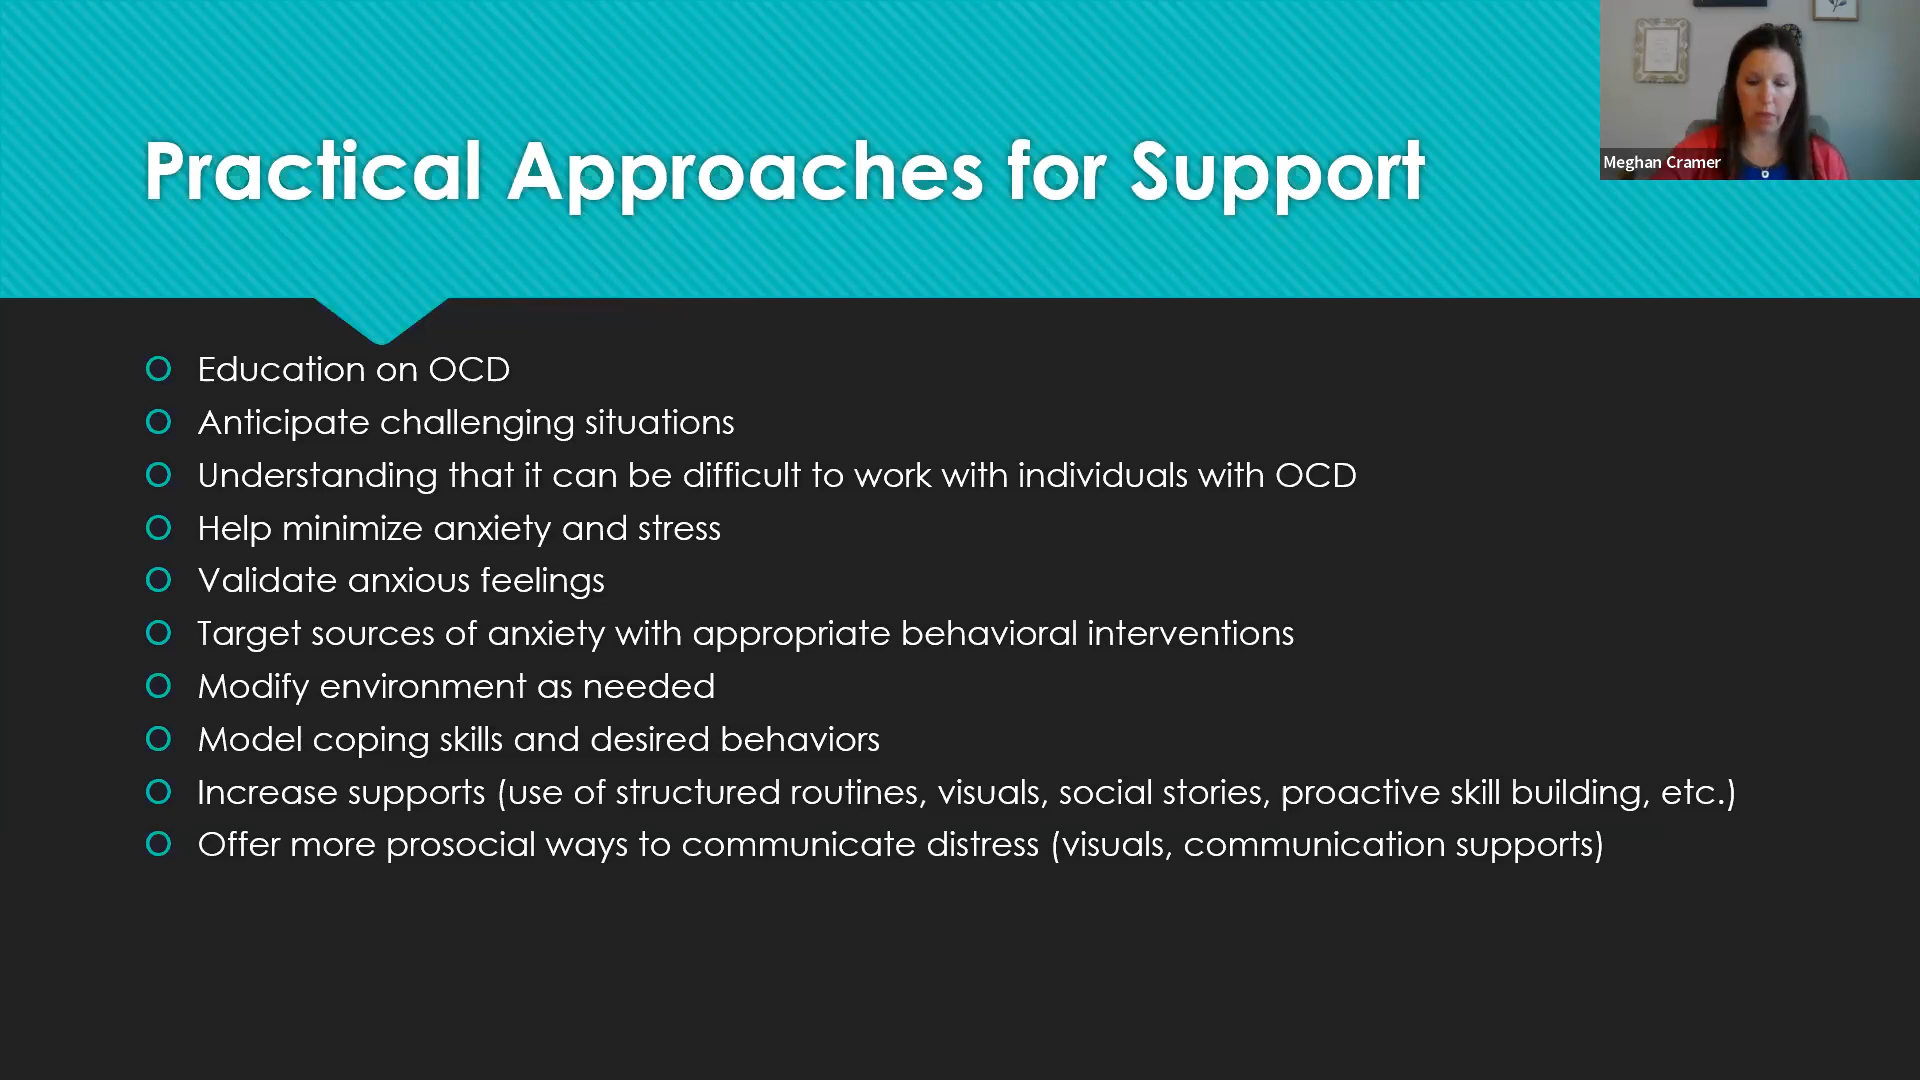 Practical Approaches for Support
Meghan Cramer
Education on OCD
Anticipate challenging situations
Understanding that it can be difficult to work with individuals with OCD
Help minimize anxiety and stress
Validate anxious feelings
Target sources of anxiety with appropriate behavioral interventions
Modify environment as needed
Model coping skills and desired behaviors
Increase supports (use of structured routines, visuals, social stories, proactive skill building, etc.)
Offer more prosocial ways to communicate distress (visuals, communication supports)